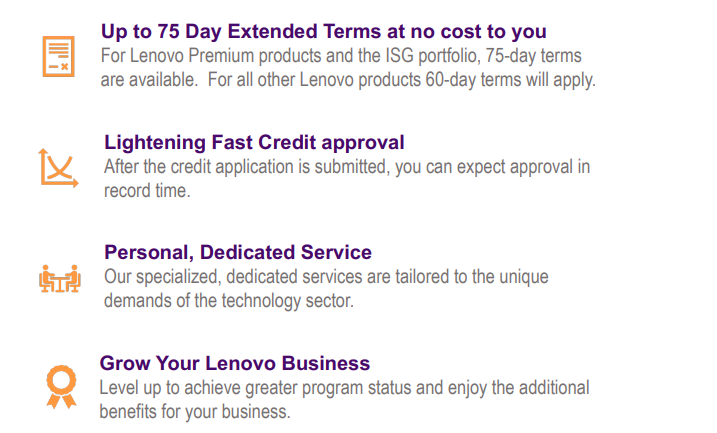 Up to 75 Day Extended Terms at no cost to you
For Lenovo Premium products and the ISG portfolio, 75-day terms
are available.  For all other Lenovo products 60-day terms will apply.
Lightening Fast Credit approval
After the credit application is submitted, you can expect approval in
record time.
Personal, Dedicated Service
Our specialized, dedicated services are tailored to the unique
demands of the technology sector.
Grow Your Lenovo Business
Level up to achieve greater program status and enjoy the additional
benefits for your business.